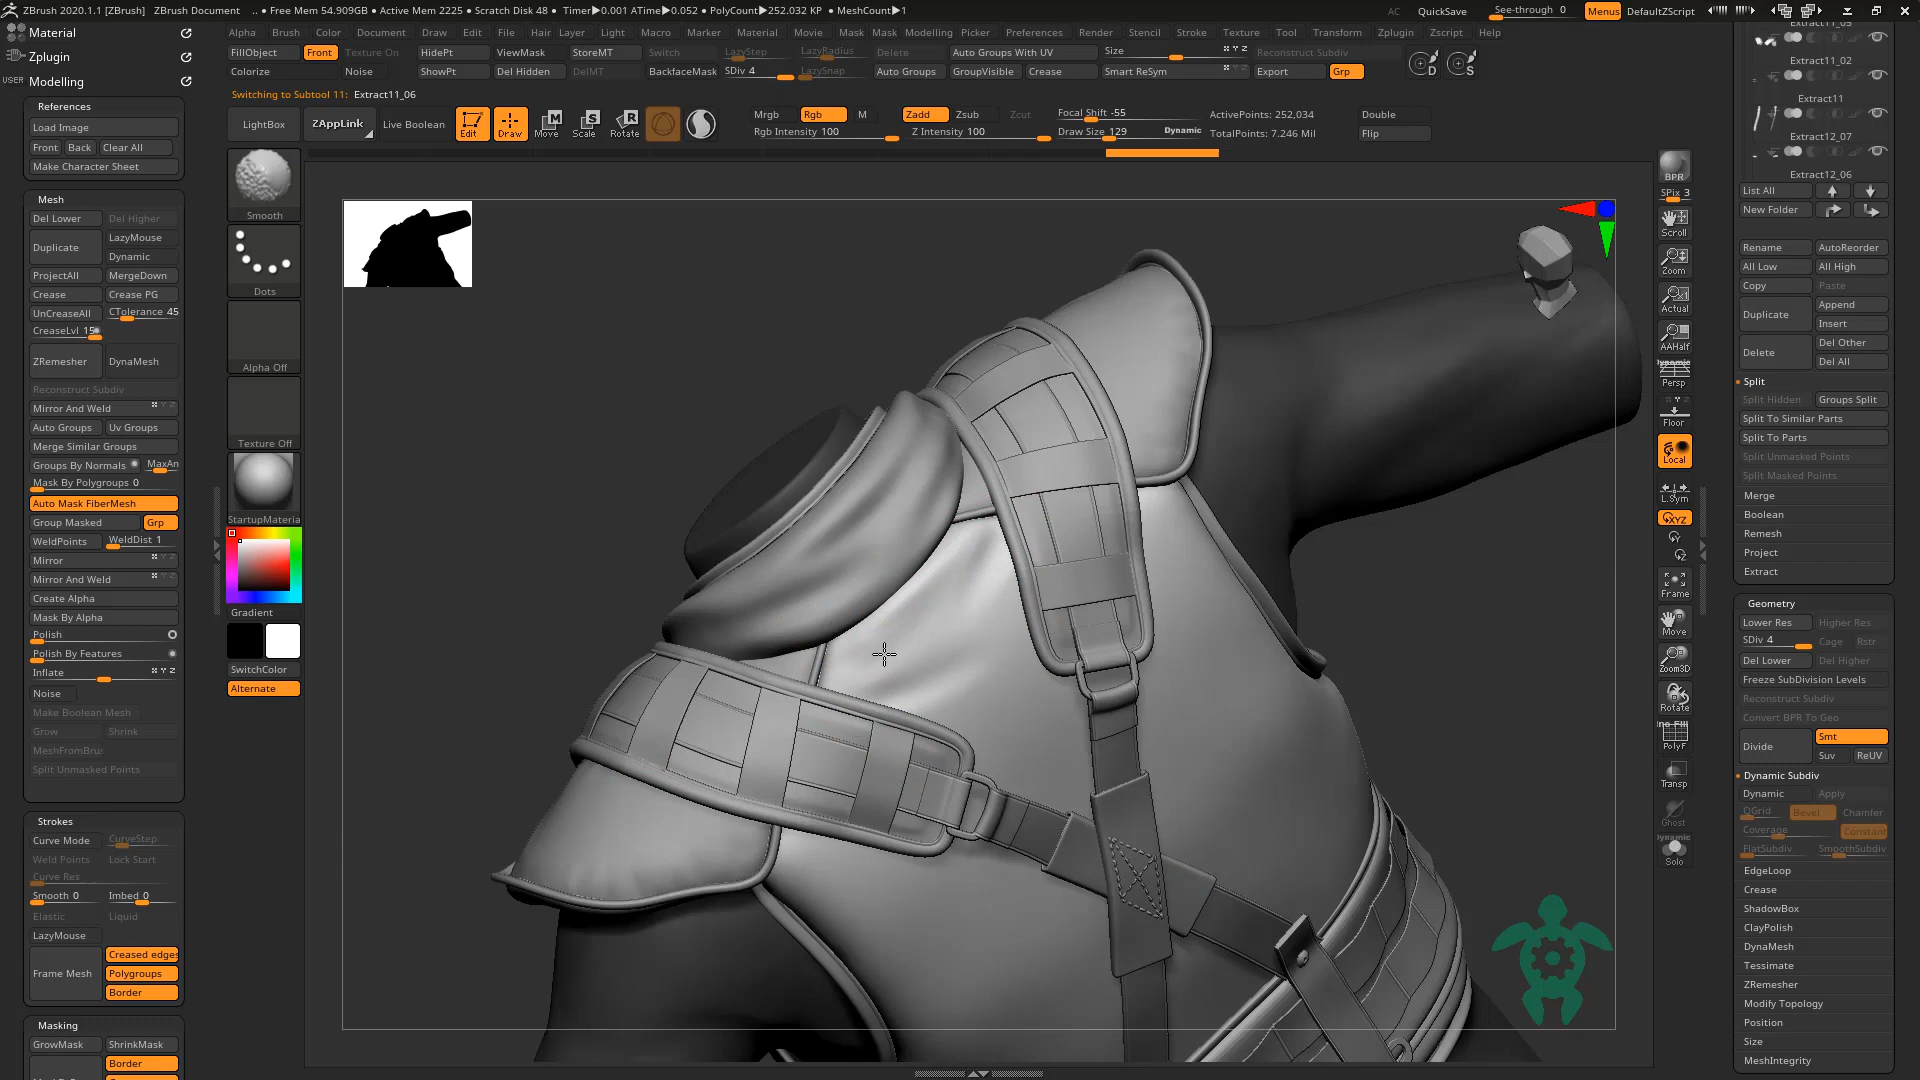 ZBrush 2020.1.1 [ZBrush] ZBrush Document .. • Free Mem 54.909GB • Active Mem 2225 • Scratch Disk 48 • Timer▶0.001 ATime▶0.052 • PolyCount▶252.032 KP • MeshCount▶1 AC QuickSave See-through 0 Menus DefaultZScript
Material
Zplugin
USER Modelling
Alpha Brush Color Document Draw Edit File Hair Layer Light Macro Marker Material Movie Mask Mask Modelling Picker Preferences Render Stencil Stroke Texture Tool Transform Zplugin Zscript Help
FillObject Front Texture On HidePt ViewMask StoreMT Switch LazyStep LazyRadius Delete Auto Groups With UV Size Reconstruct Subdiv
Colorize Noise ShowPt Del Hidden DelMT BackfaceMask SDiv 4 LazySnap Auto Groups GroupVisible Crease Smart ReSym Export Grp
Switching to Subtool 11: Extract11_06
LightBox ZAppLink Live Boolean Edit Draw Move Scale Rotate
Mrgb Rgb M Zadd Zsub Zcut Focal Shift -55 ActivePoints: 252,034 Double
Rgb Intensity 100 Z Intensity 100 Draw Size 129 Dynamic TotalPoints: 7.246 Mil Flip
References
Load Image
Front Back Clear All
Make Character Sheet
Mesh
Del Lower Del Higher
Duplicate LazyMouse
Dynamic
ProjectAll MergeDown
Crease Crease PG
UnCreaseAll CTolerance 45
CreaseLvl 15
ZRemesher DynaMesh
Reconstruct Subdiv
Mirror And Weld
Auto Groups Uv Groups
Merge Similar Groups
Groups By Normals MaxAn
Mask By Polygroups 0
Auto Mask FiberMesh
Group Masked Grp
WeldPoints WeldDist 1
Mirror
Mirror And Weld
Create Alpha
Mask By Alpha
Polish
Polish By Features
Inflate
Noise
Make Boolean Mesh
Grow Shrink
MeshFromBru
Split Unmasked Points
Strokes
Curve Mode CurveStep
Weld Points Lock Start
Curve Res
Smooth 0 Imbed 0
Elastic Liquid
LazyMouse
Frame Mesh Creased edges
Polygroups
Border
Masking
GrowMask ShrinkMask
Border
Smooth
Dots
Alpha Off
Texture Off
StartupMateria
Gradient
SwitchColor
Alternate
BPR
SPix 3
Scroll
Zoom
Actual
AAHalf
Dynamic
Persp
Floor
Local
L.Sym
XYZ
Frame
Move
Zoom3D
Rotate
PolyF
Transp
Ghost
Dynamic
Solo
Extract11_05
Extract11_02
Extract11
Extract12_07
Extract12_06
List All
New Folder
Rename AutoReorder
All Low All High
Copy Paste
Duplicate Append
Insert
Delete Del Other
Del All
Split
Split Hidden Groups Split
Split To Similar Parts
Split To Parts
Split Unmasked Points
Split Masked Points
Merge
Boolean
Remesh
Project
Extract
Geometry
Lower Res Higher Res
SDiv 4 Cage Rstr
Del Lower Del Higher
Freeze SubDivision Levels
Reconstruct Subdiv
Convert BPR To Geo
Divide Smt
Suv ReUV
Dynamic Subdiv
Dynamic Apply
QGrid Bevel Chamfer
Coverage Constant
FlatSubdiv SmoothSubdiv
EdgeLoop
Crease
ShadowBox
ClayPolish
DynaMesh
Tessimate
ZRemesher
Modify Topology
Position
Size
MeshIntegrity